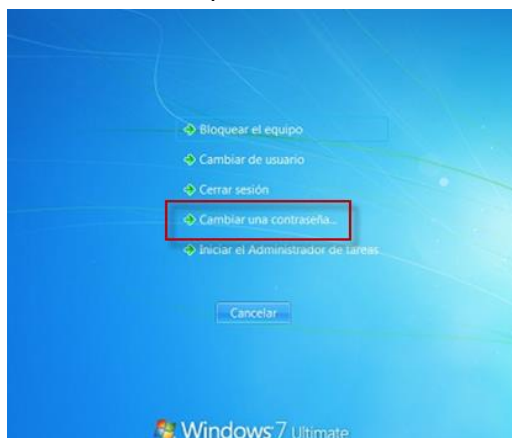 Bloquear el equipo
Cambiar de usuario
Cerrar sesión
Cambiar una contraseña...
Iniciar el Administrador de tareas
Cancelar
Windows 7 Ultimate